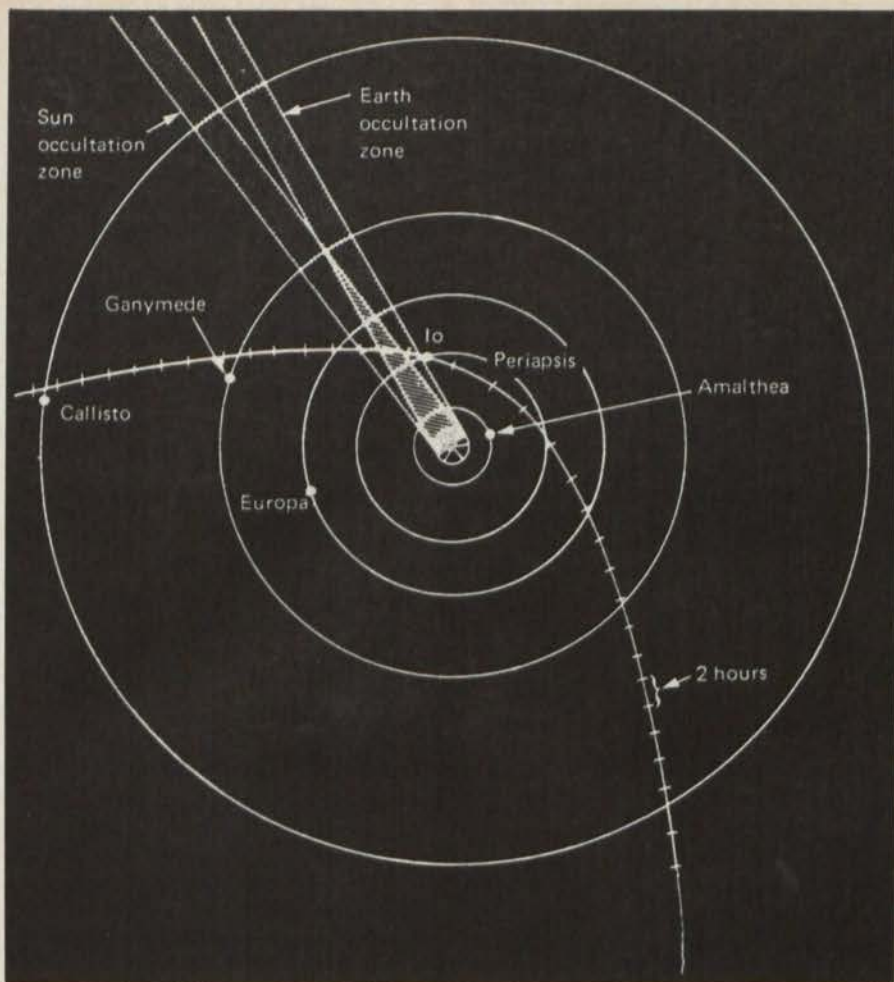 Earth
occultation
zone
Sun
occultation
zone
Ganymede
Io
Periapsis
Amalthea
Callisto
Europa
2 hours